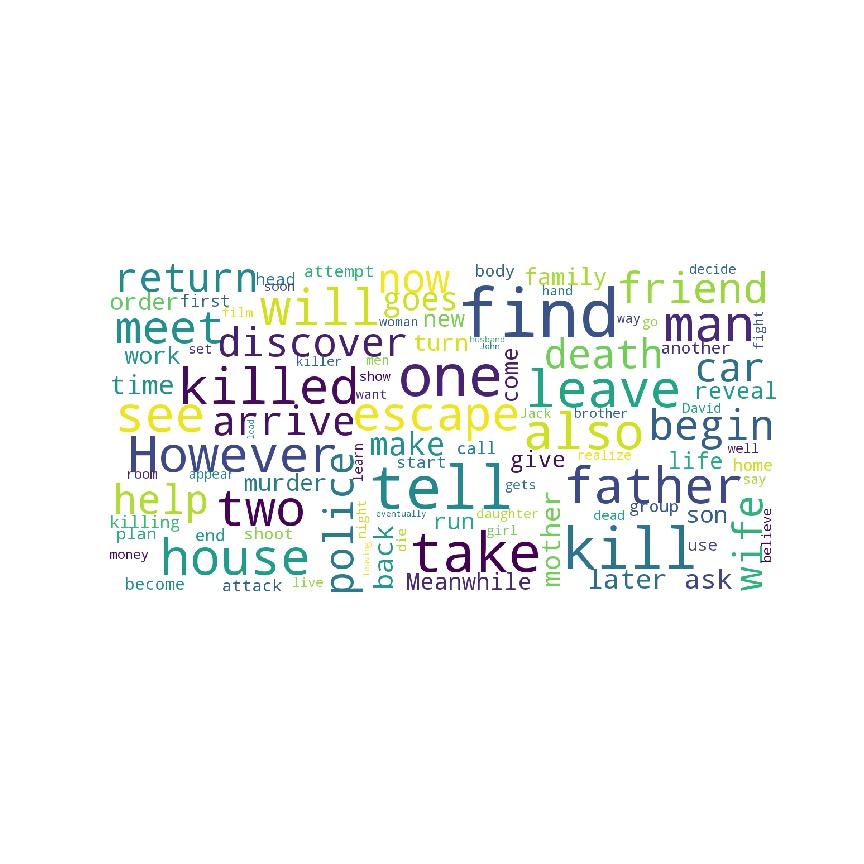 return head soon attempt now body family hand friend decide
order first film will goes find
meet woman new way go man fight
work set discover turn husband John death another
time killer men one come leave car
killed show want reveal
see arrive lead escape Jack brother also David begin
However learn make call start give realize life well home
room appear murder gets father say
help two police night eventually tell daughter group son wife
killing plan end shoot die back run girl mother dead use believe
money house leaving take kill
become attack live Meanwhile later ask